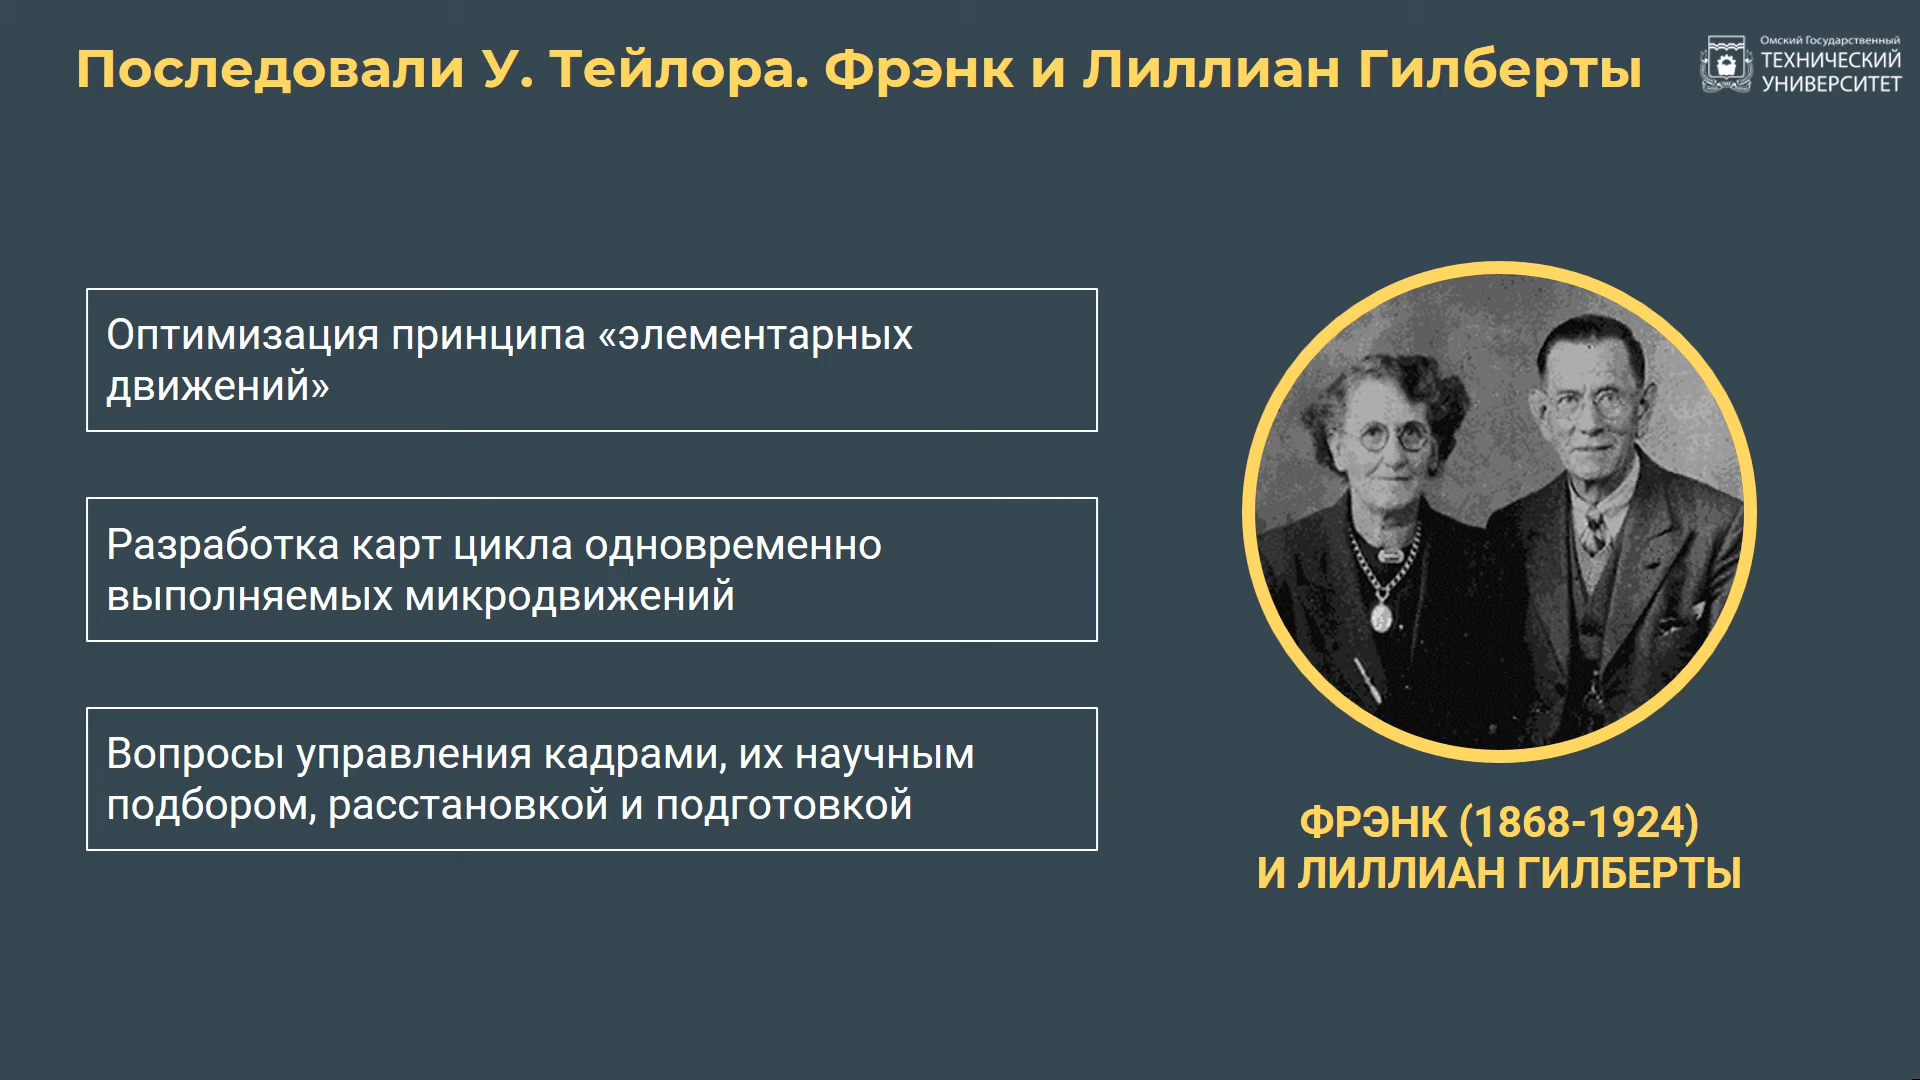 Последовали У. Тейлора. Фрэнк и Лиллиан Гилберты
Омский Государственный
ТЕХНИЧЕСКИЙ
УНИВЕРСИТЕТ
Оптимизация принципа «элементарных
движений»
Разработка карт цикла одновременно
выполняемых микродвижений
Вопросы управления кадрами, их научным
подбором, расстановкой и подготовкой
ФРЭНК (1868-1924)
И ЛИЛЛИАН ГИЛБЕРТЫ